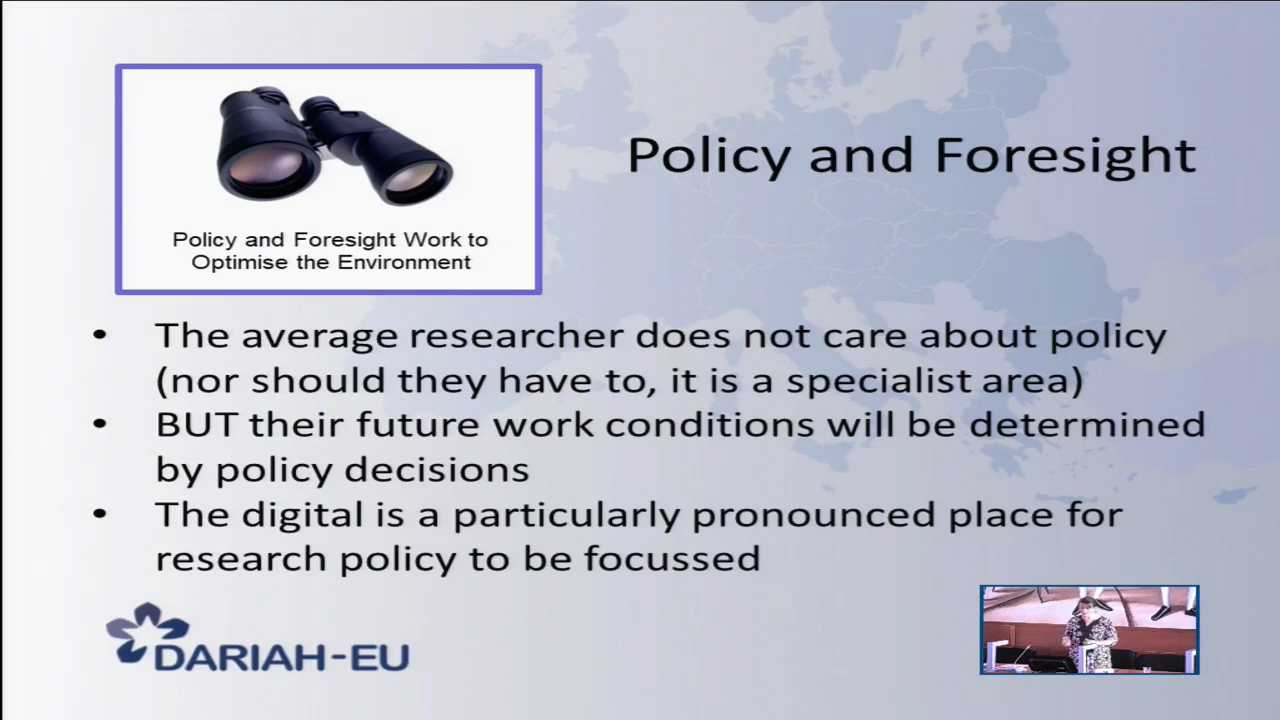 Policy and Foresight Work to
Optimise the Environment
Policy and Foresight
• The average researcher does not care about policy
(nor should they have to, it is a specialist area)
• BUT their future work conditions will be determined
by policy decisions
• The digital is a particularly pronounced place for
research policy to be focussed
DARIAH-EU